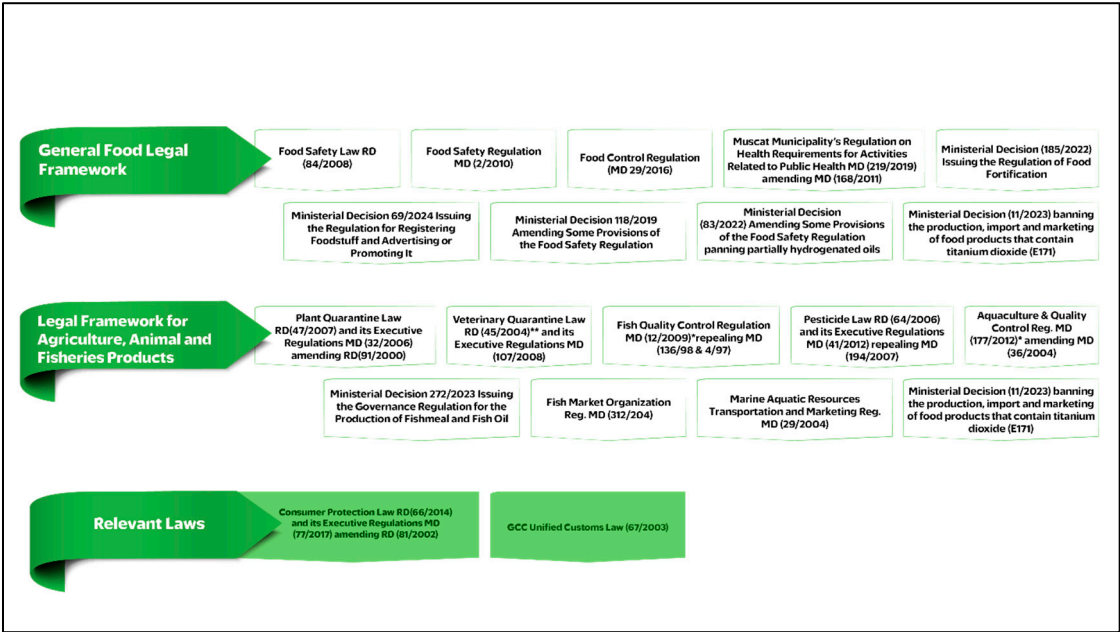 General Food Legal
Framework
Food Safety Law RD
(84/2008)
Food Safety Regulation
MD (2/2010)
Food Control Regulation
(MD 29/2016)
Muscat Municipality's Regulation on
Health Requirements for Activities
Related to Public Health MD (219/2019)
amending MD (168/2011)
Ministerial Decision (185/2022)
Issuing the Regulation of Food
Fortification
Ministerial Decision 69/2024 Issuing
the Regulation for Registering
Foodstuff and Advertising or
Promoting It
Ministerial Decision 118/2019
Amending Some Provisions of
the Food Safety Regulation
Ministerial Decision
(83/2022) Amending Some Provisions
of the Food Safety Regulation
panning partially hydrogenated oils
Ministerial Decision (11/2023) banning
the production, import and marketing
of food products that contain
titanium dioxide (E171)
Legal Framework for
Agriculture, Animal and
Fisheries Products
Plant Quarantine Law
RD(47/2007) and its Executive
Regulations MD (32/2006)
amending RD(91/2000)
Veterinary Quarantine Law
RD (45/2004)** and its
Executive Regulations MD
(107/2008)
Fish Quality Control Regulation
MD (12/2009)*repealing MD
(136/98 & 4/97)
Pesticide Law RD (64/2006)
and its Executive Regulations
MD (41/2012) repealing MD
(194/2007)
Aquaculture & Quality
Control Reg. MD
(177/2012)* amending MD
(36/2004)
Ministerial Decision 272/2023 Issuing
the Governance Regulation for the
Production of Fishmeal and Fish Oil
Fish Market Organization
Reg. MD (312/204)
Marine Aquatic Resources
Transportation and Marketing Reg.
MD (29/2004)
Ministerial Decision (11/2023) banning
the production, import and marketing
of food products that contain titanium
dioxide (E171)
Relevant Laws
Consumer Protection Law RD(66/2014)
and its Executive Regulations MD
(77/2017) amending RD (81/2002)
GCC Unified Customs Law (67/2003)